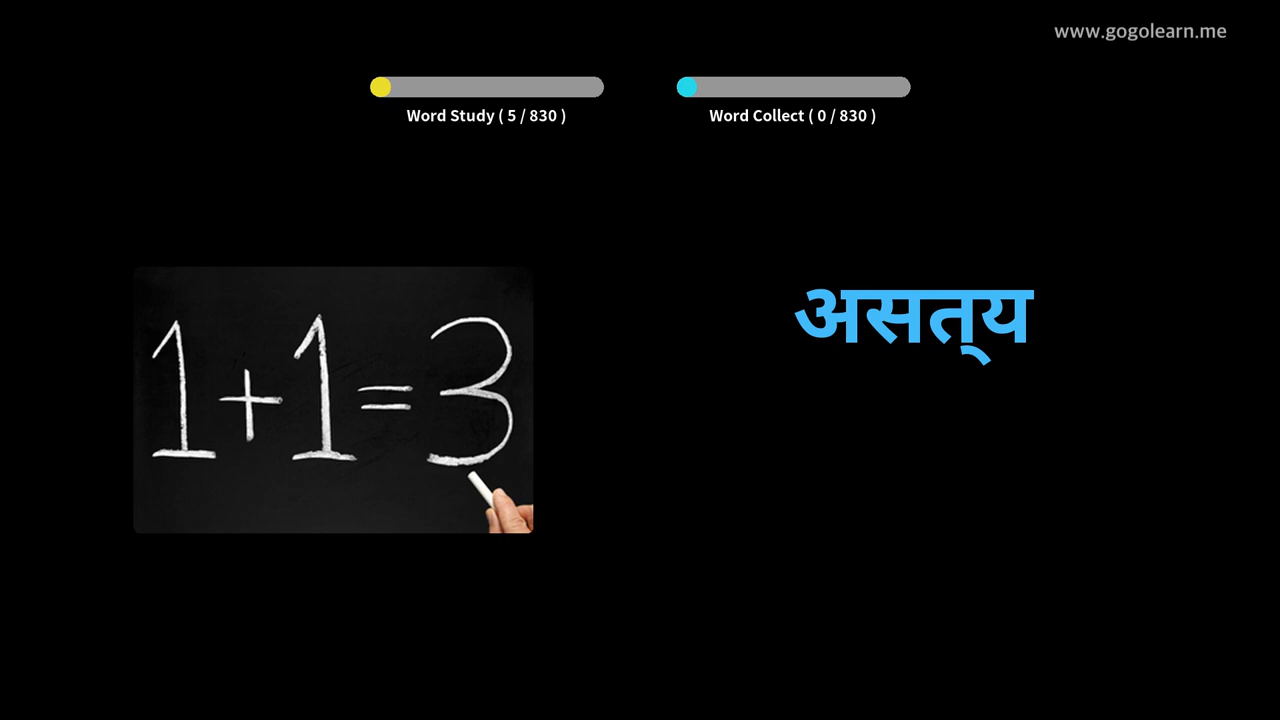 www.gogolearn.me
Word Study ( 5 / 830 )
Word Collect ( 0 / 830 )
1+1=3
असत्‌य